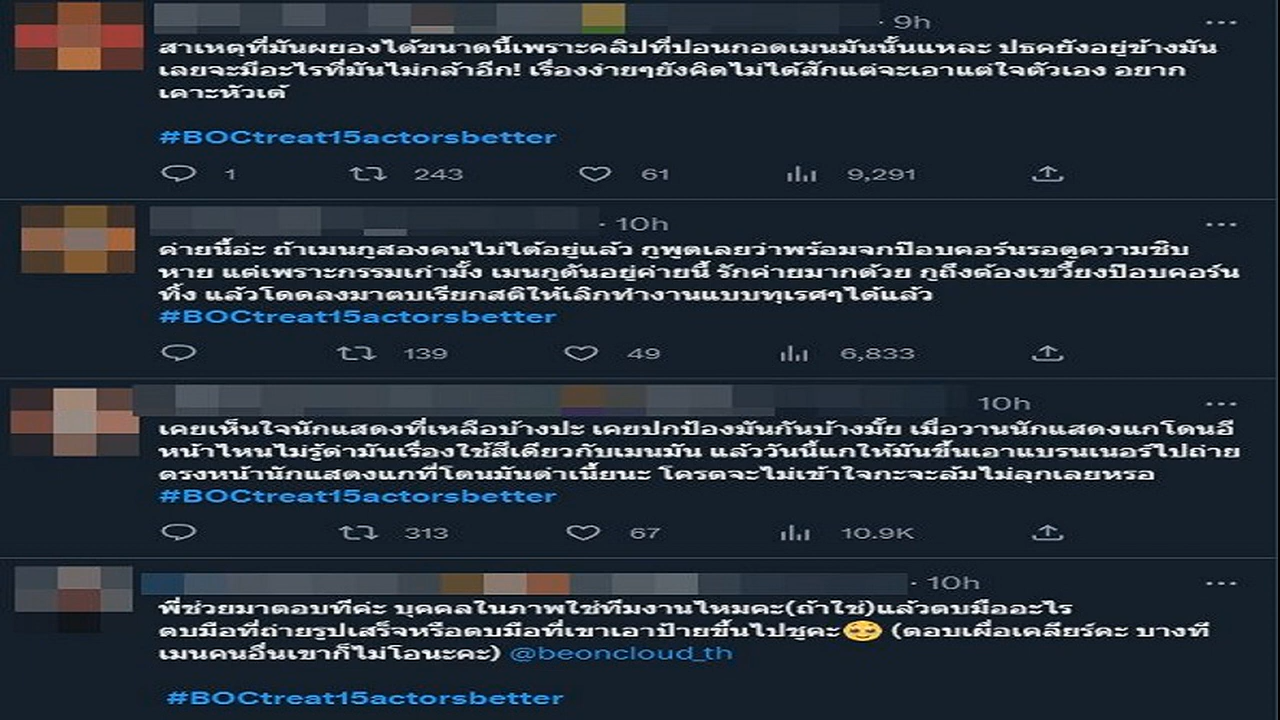 · 9h
สาเหตุที่มันผยองได้ขนาดนี้เพราะคลิปที่ปอนกอดเมนมันนั้นแหละ ปธคยังอยู่ข้างมัน
เลยจะมีอะไรที่มันไม่กล้าอีก! เรื่องง่ายๆยังคิดไม่ได้สักแต่จะเอาแต่ใจตัวเอง อยาก
เคาะหัวเด้
#BOCtreat15actorsbetter
1 243 61 9,291
· 10h
ค่ายนี้อ่ะ ถ้าเมนกูสองคนไม่ได้อยู่แล้ว กูพูดเลยว่าพร้อมจกป๊อบคอร์นรอดูความชิบ
หาย แต่เพราะกรรมเก่ามั้ง เมนกูดันอยู่ค่ายนี้ รักค่ายมากด้วย กูถึงต้องเขวี้ยงป๊อบคอร์น
ทิ้ง แล้วโดดลงมาตบเรียกสติให้เลิกทำงานแบบทุเรศๆได้แล้ว
#BOCtreat15actorsbetter
139 49 6,833
10h
เคยเห็นใจนักแสดงที่เหลือบ้างปะ เคยปกป้องมันกันบ้างมั้ย เมื่อวานนักแสดงแกโดนอี
หน้าไหนไม่รู้ด่ามันเรื่องใช้สีเดียวกับเมนมัน แล้ววันนี้แกให้มันขึ้นเอาแบรนเนอร์ไปถ่าย
ตรงหน้านักแสดงแกที่โดนมันด่าเนี้ยนะ โครตจะไม่เข้าใจกะจะล้มไม่ลุกเลยหรอ
#BOCtreat15actorsbetter
313 67 10.9K
· 10h
พี่ช่วยมาตอบทีค่ะ บุคคลในภาพใช่ทีมงานไหมคะ(ถ้าใช่)แล้วตบมืออะไร
ตบมือที่ถ่ายรูปเสร็จหรือตบมือที่เขาเอาป้ายขึ้นไปชูคะ🥹 (ตอบเผื่อเคลียร์คะ บางที
เมนคนอื่นเขาก็ไม่โอนะคะ) @beoncloud_th
#BOCtreat15actorsbetter